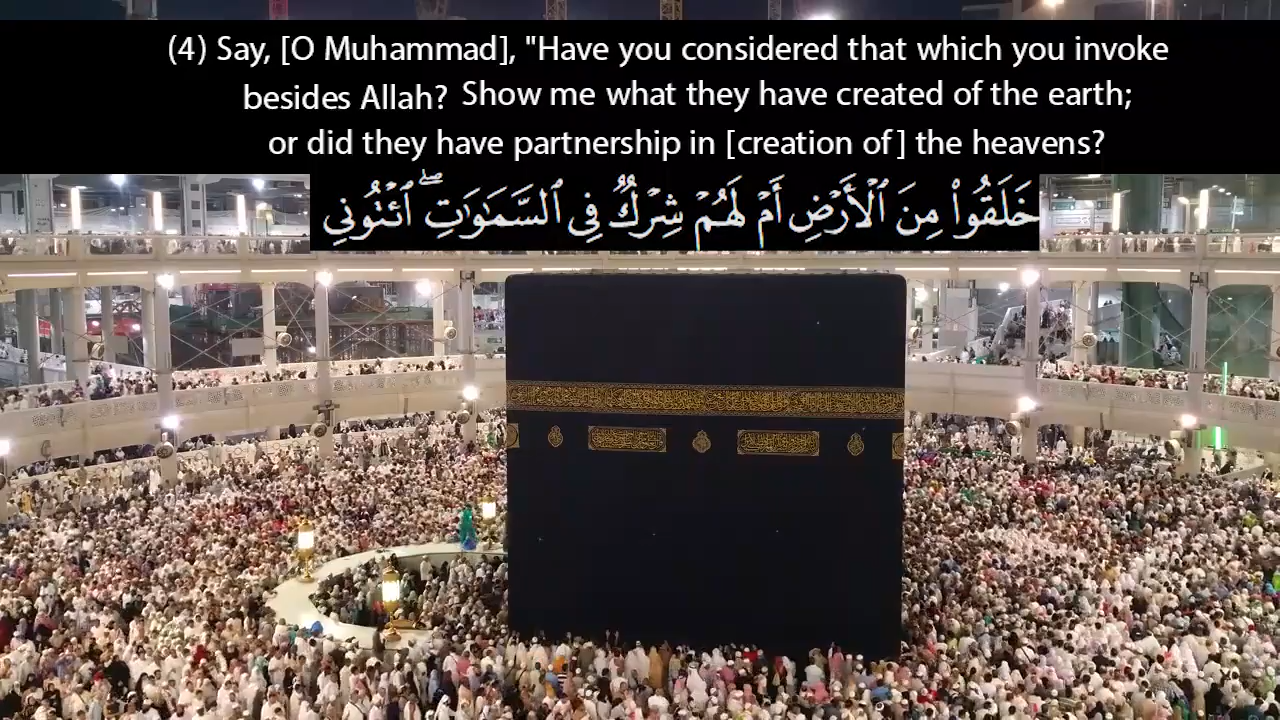 (4) Say, [O Muhammad], "Have you considered that which you invoke
besides Allah? Show me what they have created of the earth;
or did they have partnership in [creation of] the heavens?
خَلَقُوا۟ مِنَ ٱلْأَرْضِ أَمْ لَهُمْ شِرْكٌۭ فِى ٱلسَّمَـٰوَٰتِ ۖ ٱئْتُونِى